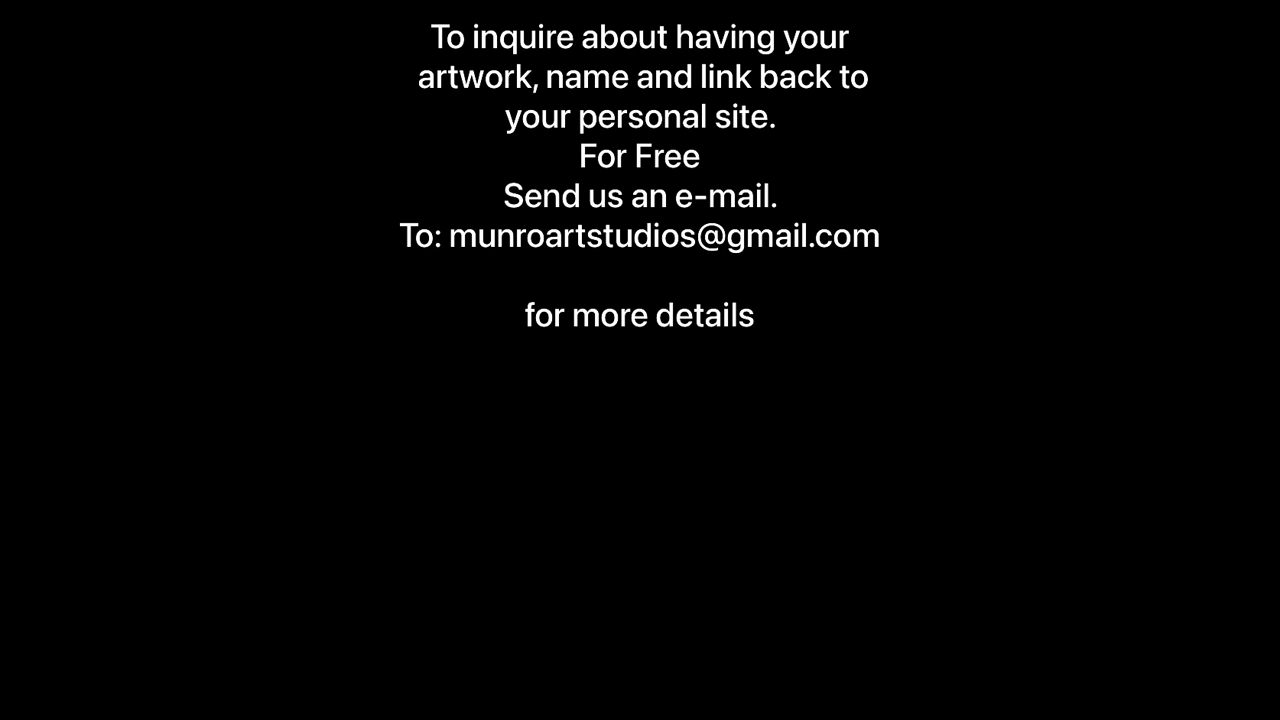 To inquire about having your
artwork, name and link back to
your personal site.
For Free
Send us an e-mail.
To: munroartstudios@gmail.com
for more details